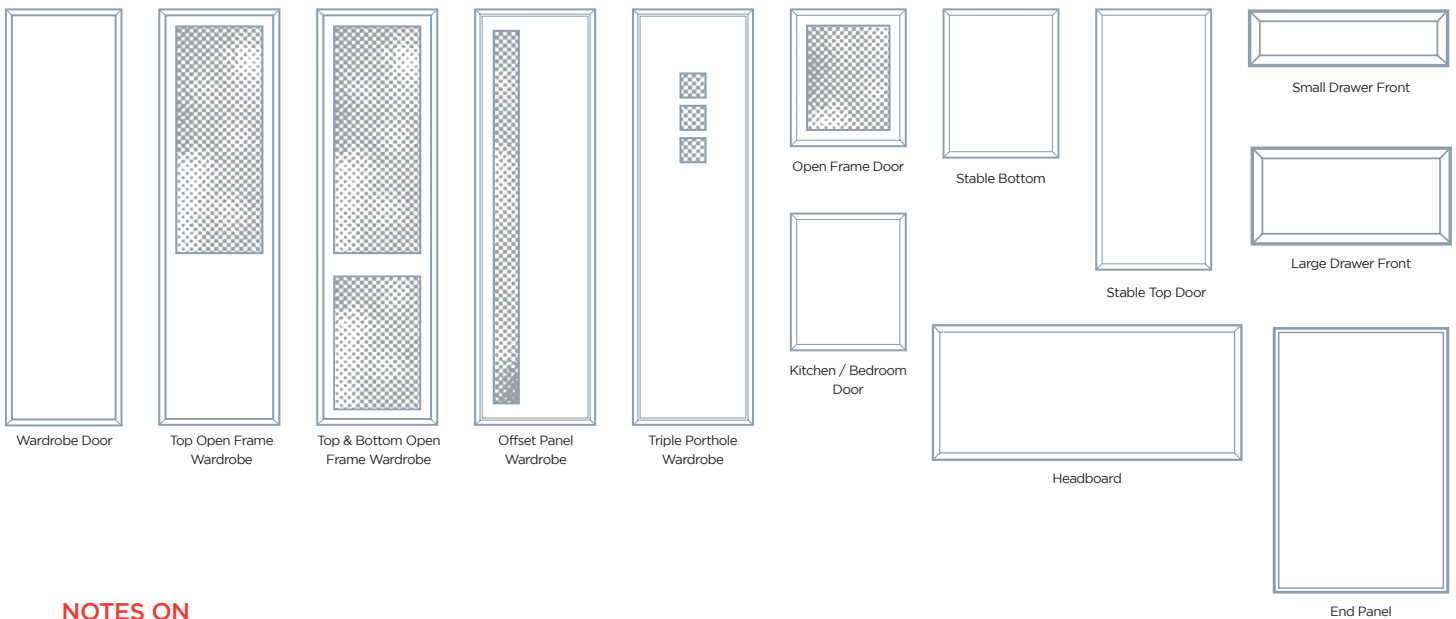 Small Drawer Front
Open Frame Door
Stable Bottom
Large Drawer Front
Stable Top Door
Kitchen / Bedroom
Door
Wardrobe Door
Top Open Frame
Wardrobe
Top & Bottom Open
Frame Wardrobe
Offset Panel
Wardrobe
Triple Porthole
Wardrobe
Headboard
End Panel
NOTES ON